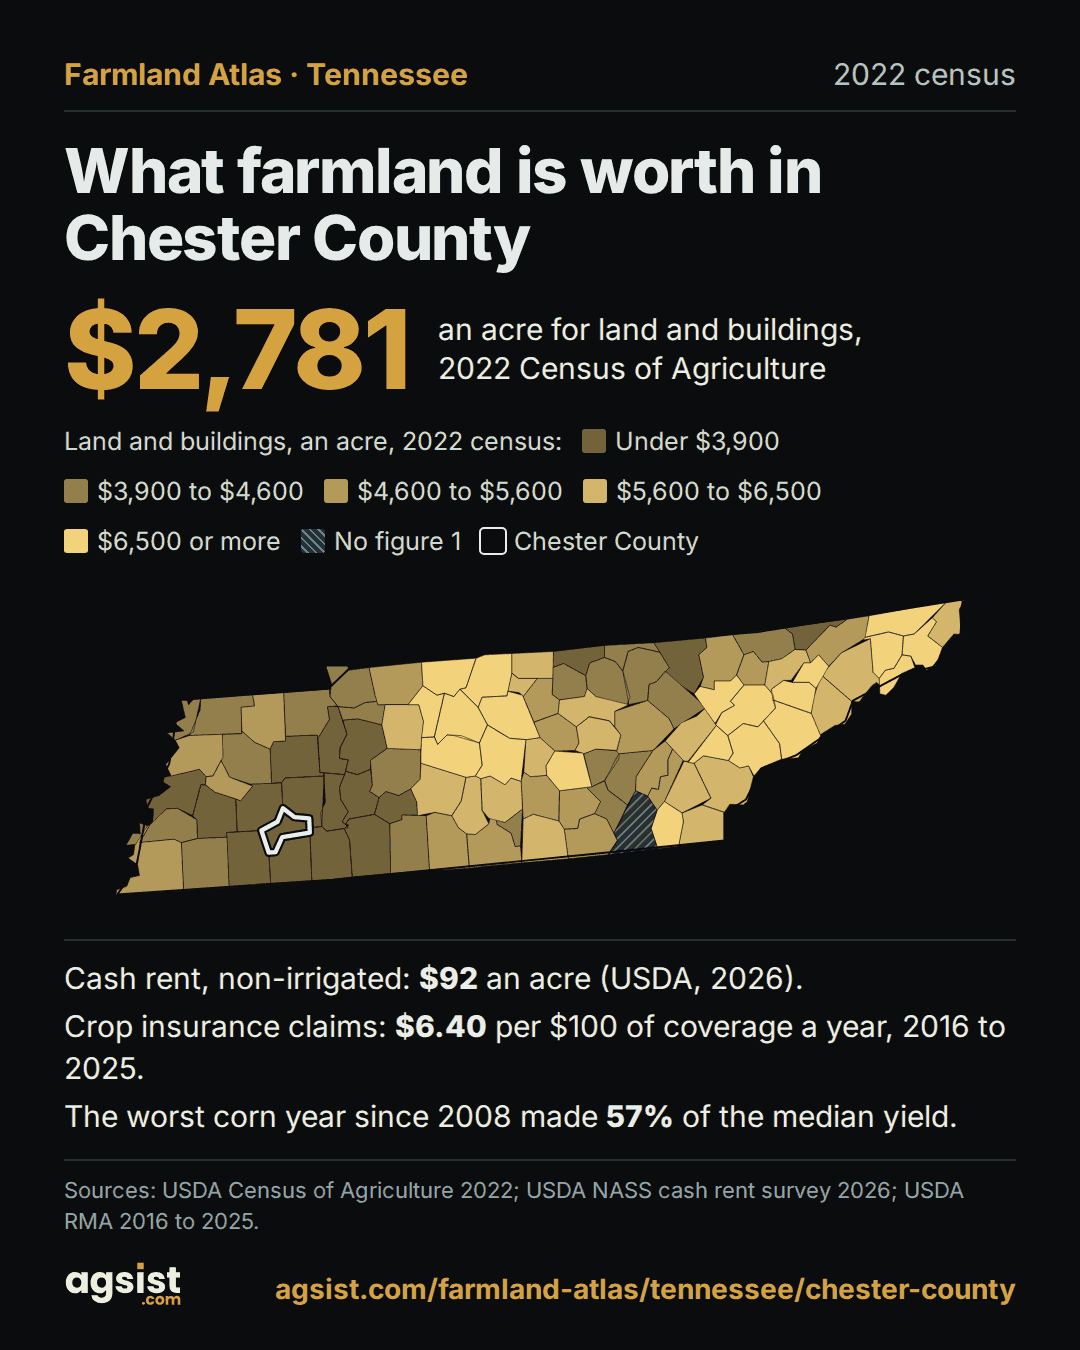 Farmland Atlas · Tennessee
2022 census
What farmland is worth in
Chester County
$2,781
an acre for land and buildings,
2022 Census of Agriculture
Land and buildings, an acre, 2022 census: Under $3,900
$3,900 to $4,600 $4,600 to $5,600 $5,600 to $6,500
$6,500 or more No figure 1 Chester County
Cash rent, non-irrigated: $92 an acre (USDA, 2026).
Crop insurance claims: $6.40 per $100 of coverage a year, 2016 to
2025.
The worst corn year since 2008 made 57% of the median yield.
Sources: USDA Census of Agriculture 2022; USDA NASS cash rent survey 2026; USDA
RMA 2016 to 2025.
agsist
.com
agsist.com/farmland-atlas/tennessee/chester-county